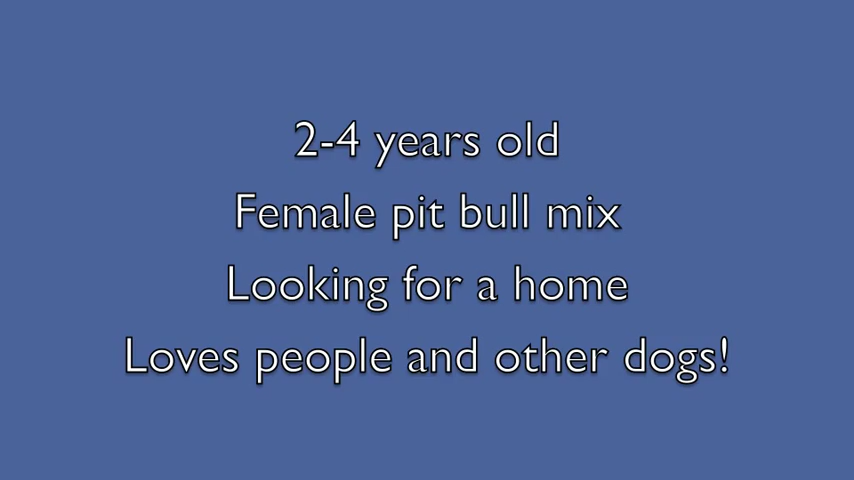 2-4 years old
Female pit bull mix
Looking for a home
Loves people and other dogs!